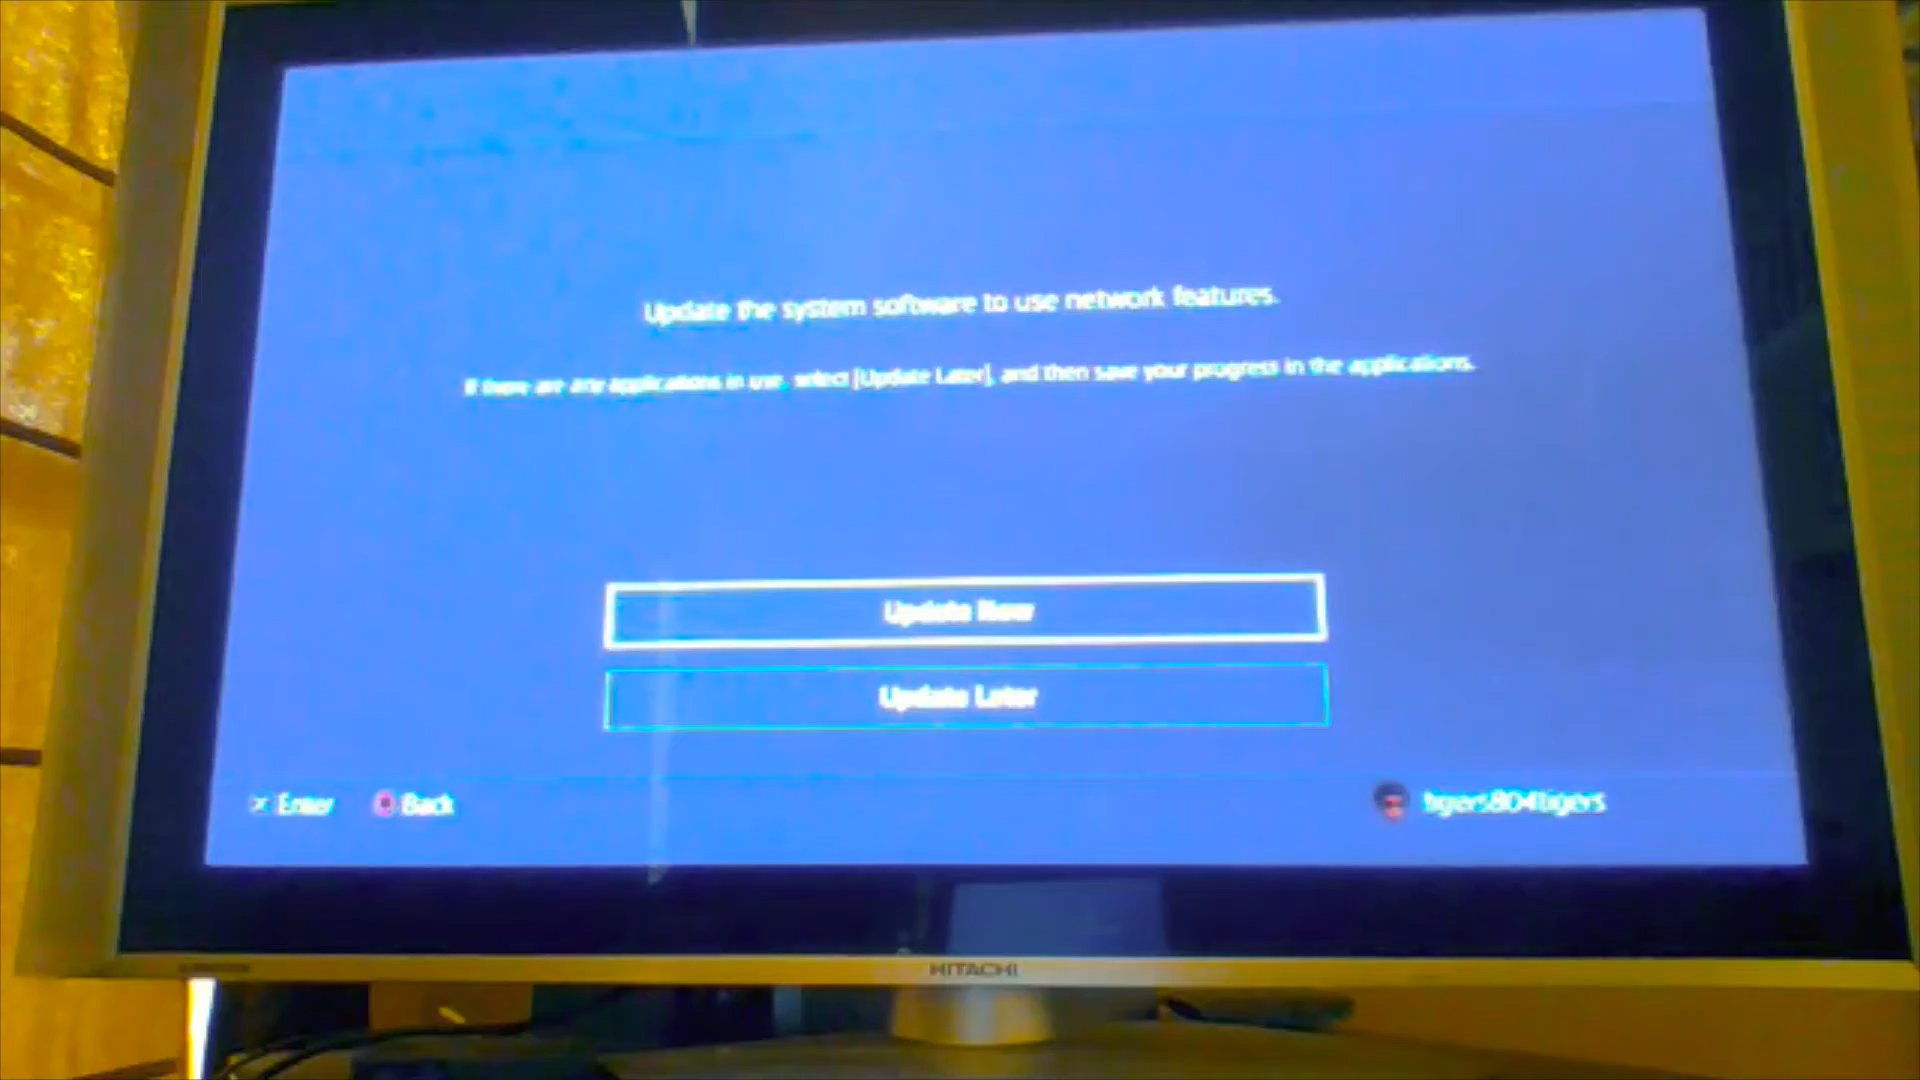 Update the system software to use network features.
If there are any applications in use, select [Update Later], and then save your progress in the applications.
Update Now
Update Later
Enter
Back
tigers804tigers
HITACHI